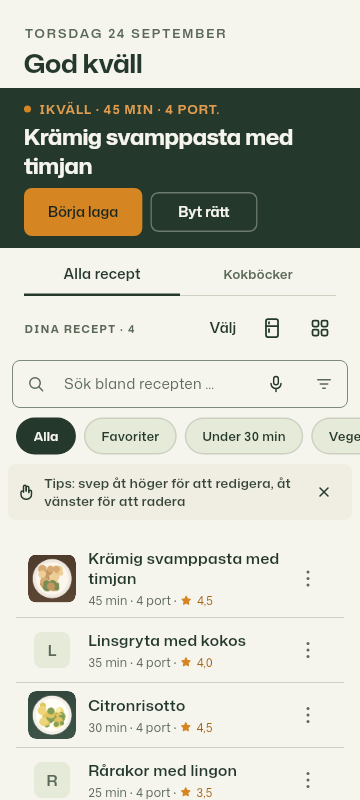 TORSDAG 24 SEPTEMBER
God kväll
IKVÄLL · 45 MIN · 4 PORT.
Krämig svamppasta med
timjan
Börja laga
Byt rätt
Alla recept
Kokböcker
DINA RECEPT · 4
Välj
Sök bland recepten ...
Alla
Favoriter
Under 30 min
Vege
Tips: svep åt höger för att redigera, åt
vänster för att radera
Krämig svamppasta med
timjan
45 min · 4 port · ★ 4,5
L
Linsgryta med kokos
35 min · 4 port · ★ 4,0
Citronrisotto
30 min · 4 port · ★ 4,5
R
Rårakor med lingon
25 min · 4 port · ★ 3,5